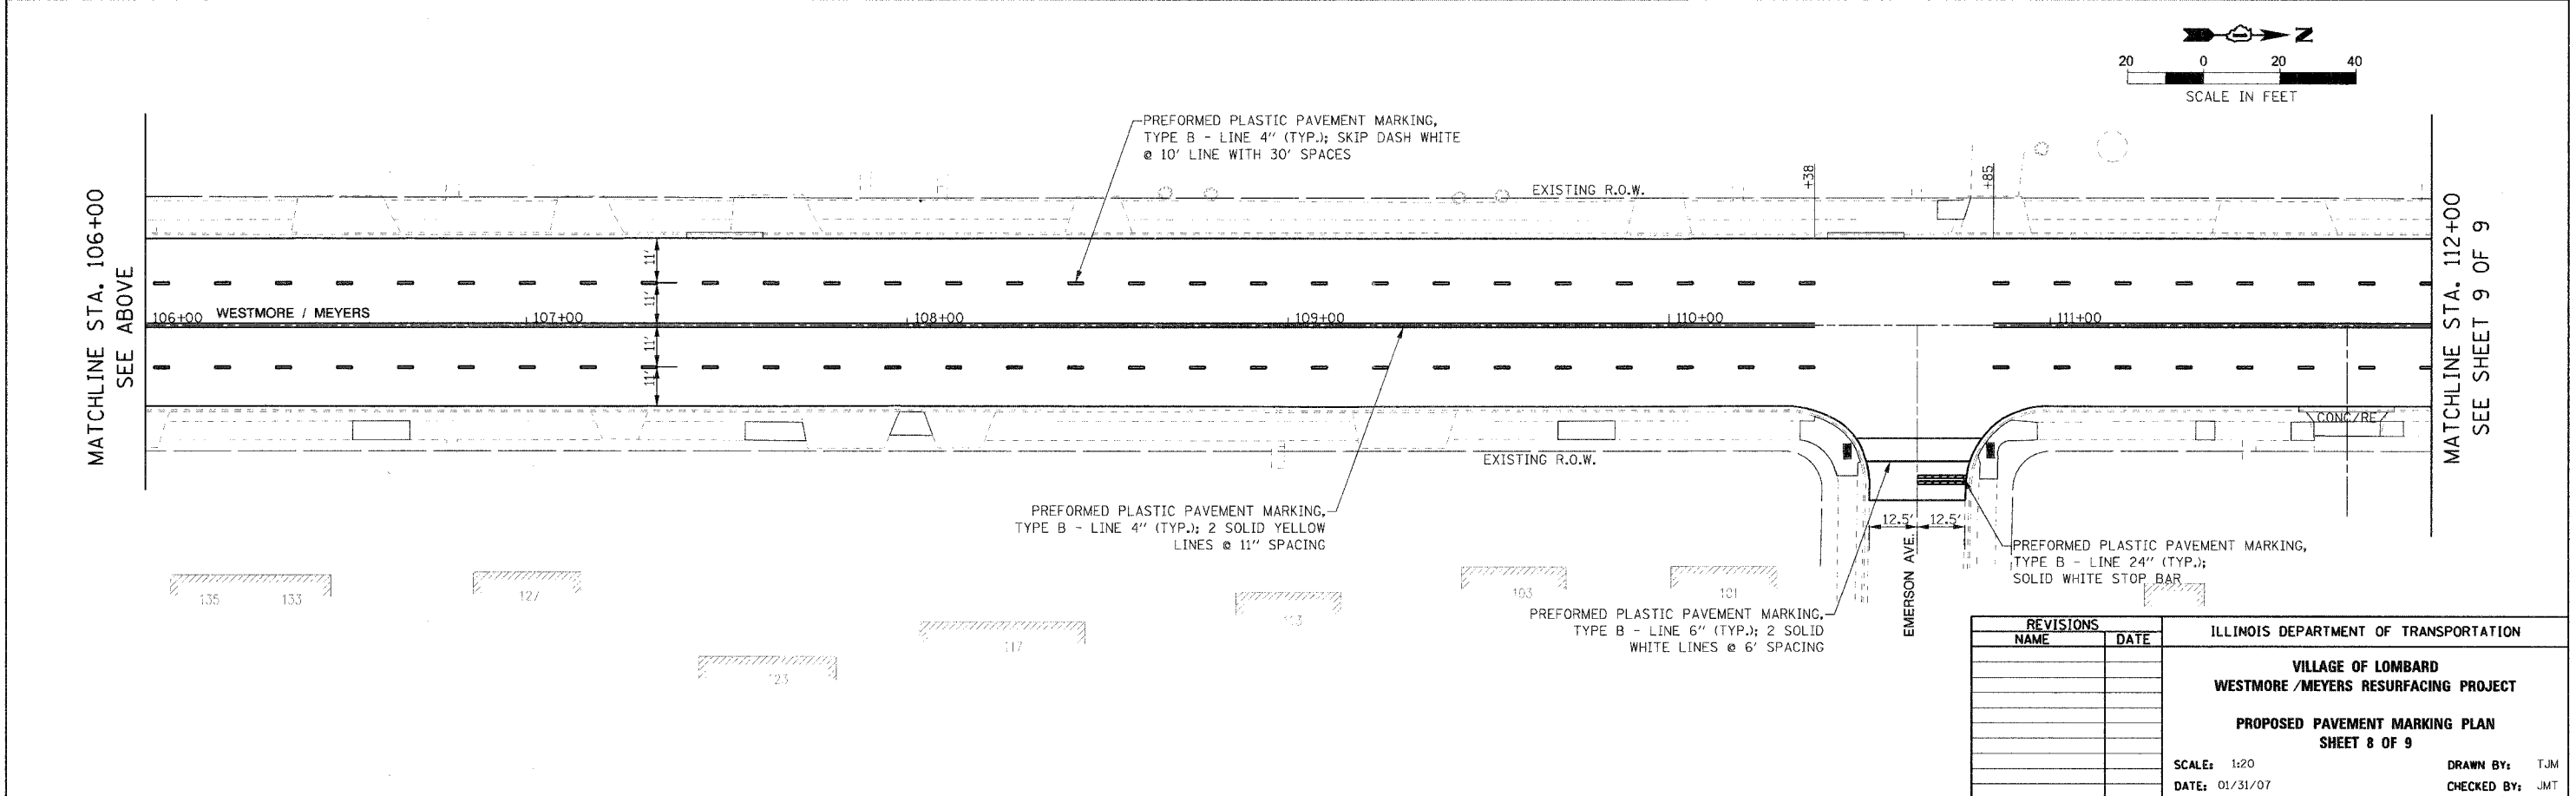 N
20 0 20 40
SCALE IN FEET
PREFORMED PLASTIC PAVEMENT MARKING,
TYPE B - LINE 4" (TYP.); SKIP DASH WHITE
@ 10' LINE WITH 30' SPACES
EXISTING R.O.W.
+38
+85
MATCHLINE STA. 106+00
SEE ABOVE
11'
11'
11'
11'
106+00 WESTMORE / MEYERS 107+00 108+00 109+00 110+00 111+00
MATCHLINE STA. 112+00
SEE SHEET 9 OF 9
CONC/RE
EXISTING R.O.W.
PREFORMED PLASTIC PAVEMENT MARKING,
TYPE B - LINE 4" (TYP.); 2 SOLID YELLOW
LINES @ 11" SPACING
12.5' 12.5'
EMERSON AVE.
PREFORMED PLASTIC PAVEMENT MARKING,
TYPE B - LINE 24" (TYP.);
SOLID WHITE STOP BAR
PREFORMED PLASTIC PAVEMENT MARKING,
TYPE B - LINE 6" (TYP.); 2 SOLID
WHITE LINES @ 6' SPACING
135 133 127 123 117 113 103 101
REVISIONS
NAME DATE
ILLINOIS DEPARTMENT OF TRANSPORTATION
VILLAGE OF LOMBARD
WESTMORE /MEYERS RESURFACING PROJECT
PROPOSED PAVEMENT MARKING PLAN
SHEET 8 OF 9
SCALE: 1:20 DRAWN BY: TJM
DATE: 01/31/07 CHECKED BY: JMT